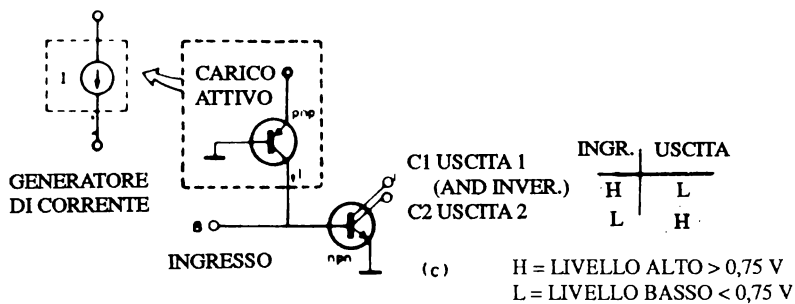 I
GENERATORE
DI CORRENTE
CARICO
ATTIVO
pnp
I
B
INGRESSO
npn
C1 USCITA 1
(AND INVER.)
C2 USCITA 2
(c)
INGR. USCITA
H L
L H
H = LIVELLO ALTO > 0,75 V
L = LIVELLO BASSO < 0,75 V